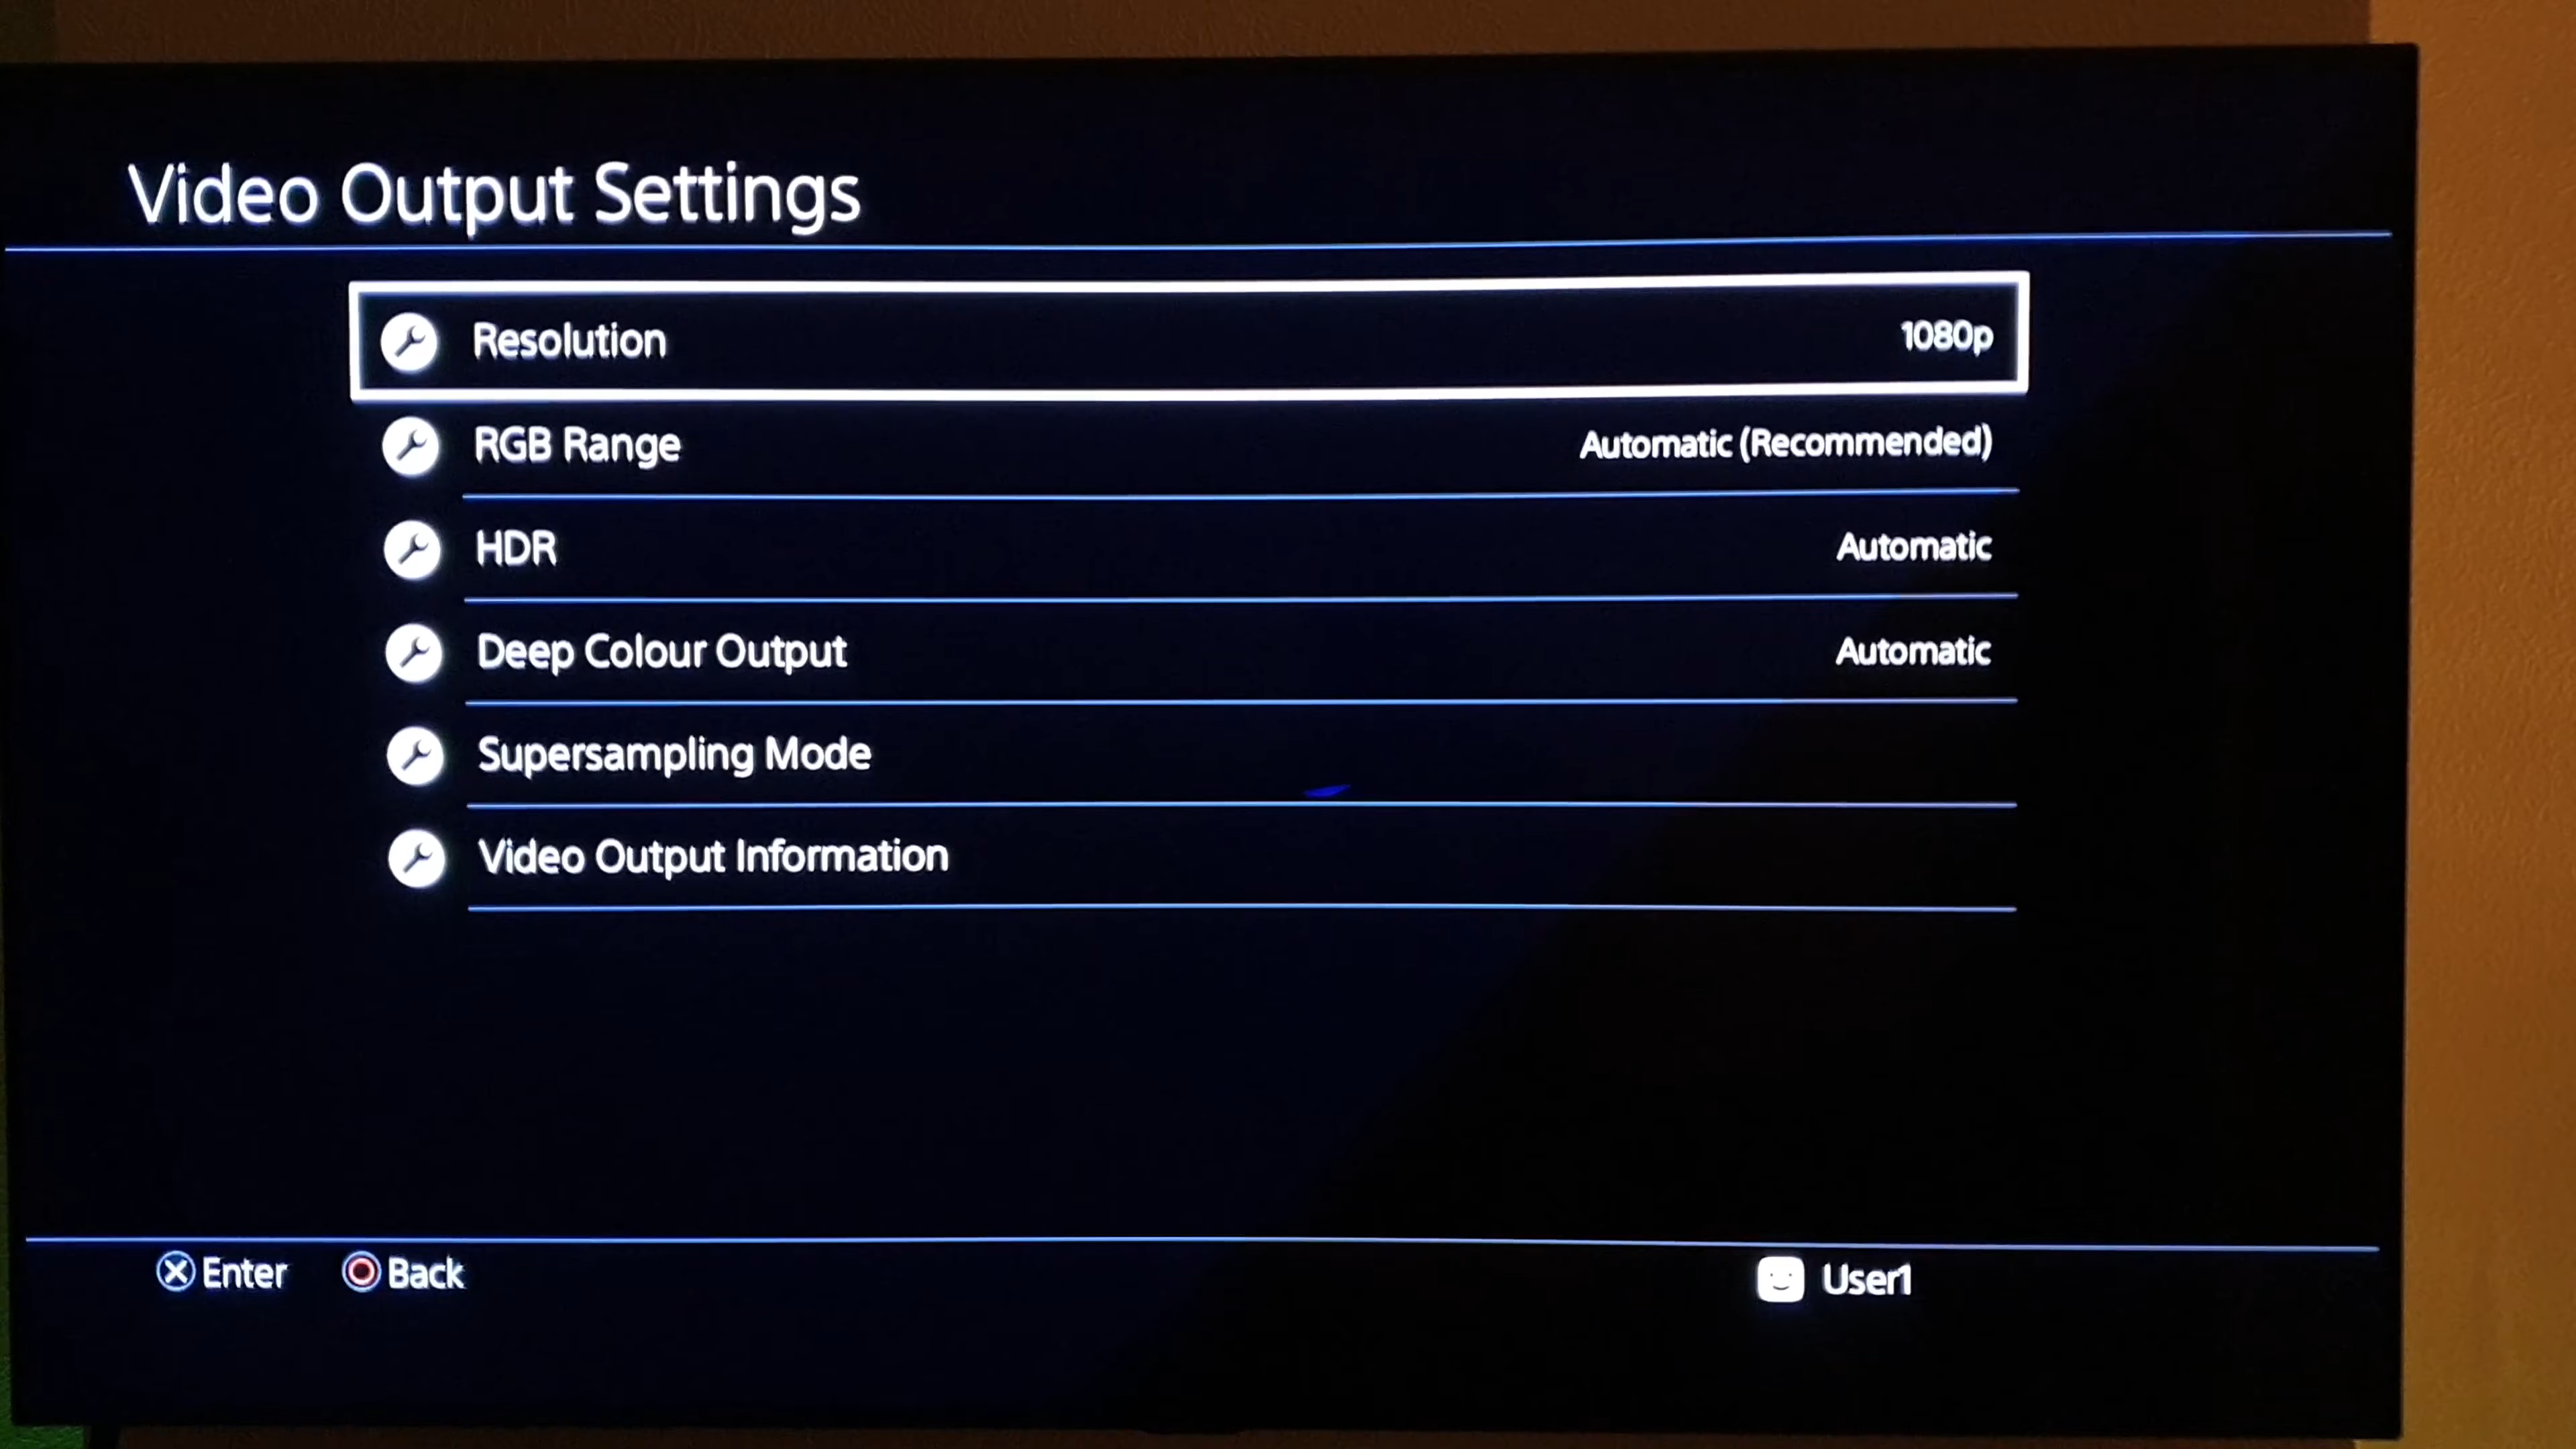 Video Output Settings
Resolution 1080p
RGB Range Automatic (Recommended)
HDR Automatic
Deep Colour Output Automatic
Supersampling Mode
Video Output Information
Enter Back User1